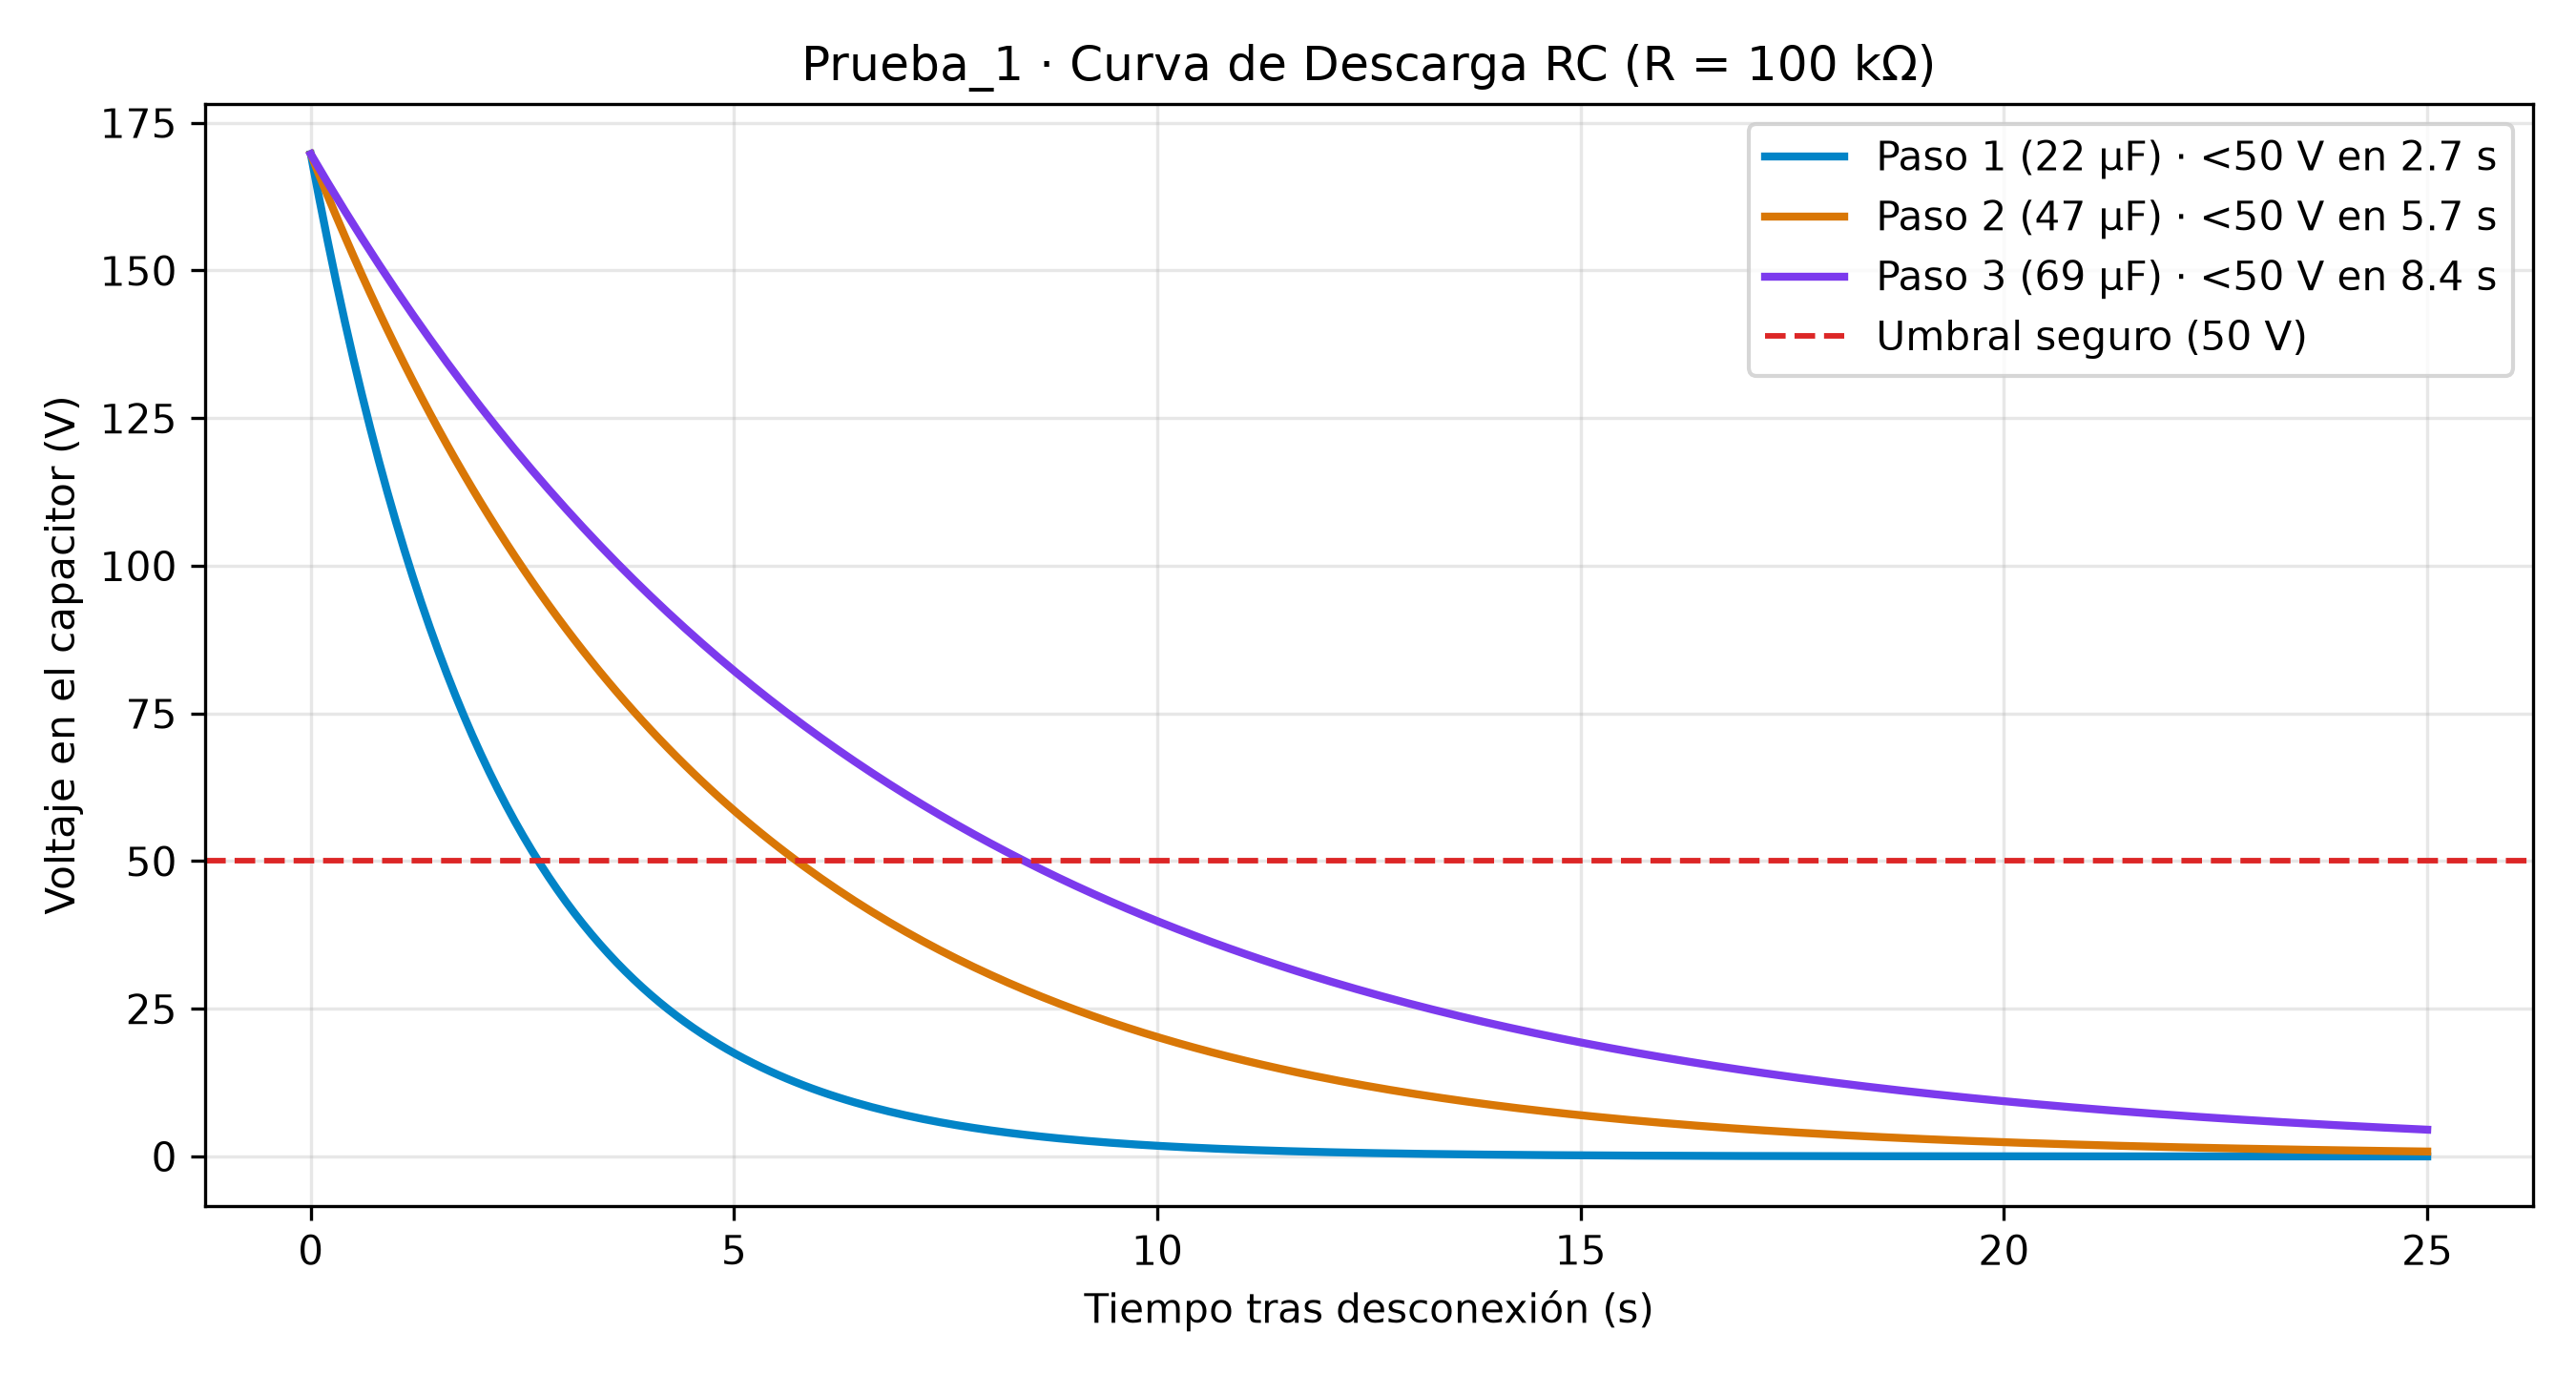 Prueba_1 · Curva de Descarga RC (R = 100 kΩ)
175
150
125
100
75
50
25
0
Voltaje en el capacitor (V)
Paso 1 (22 µF) · <50 V en 2.7 s
Paso 2 (47 µF) · <50 V en 5.7 s
Paso 3 (69 µF) · <50 V en 8.4 s
Umbral seguro (50 V)
0 5 10 15 20 25
Tiempo tras desconexión (s)